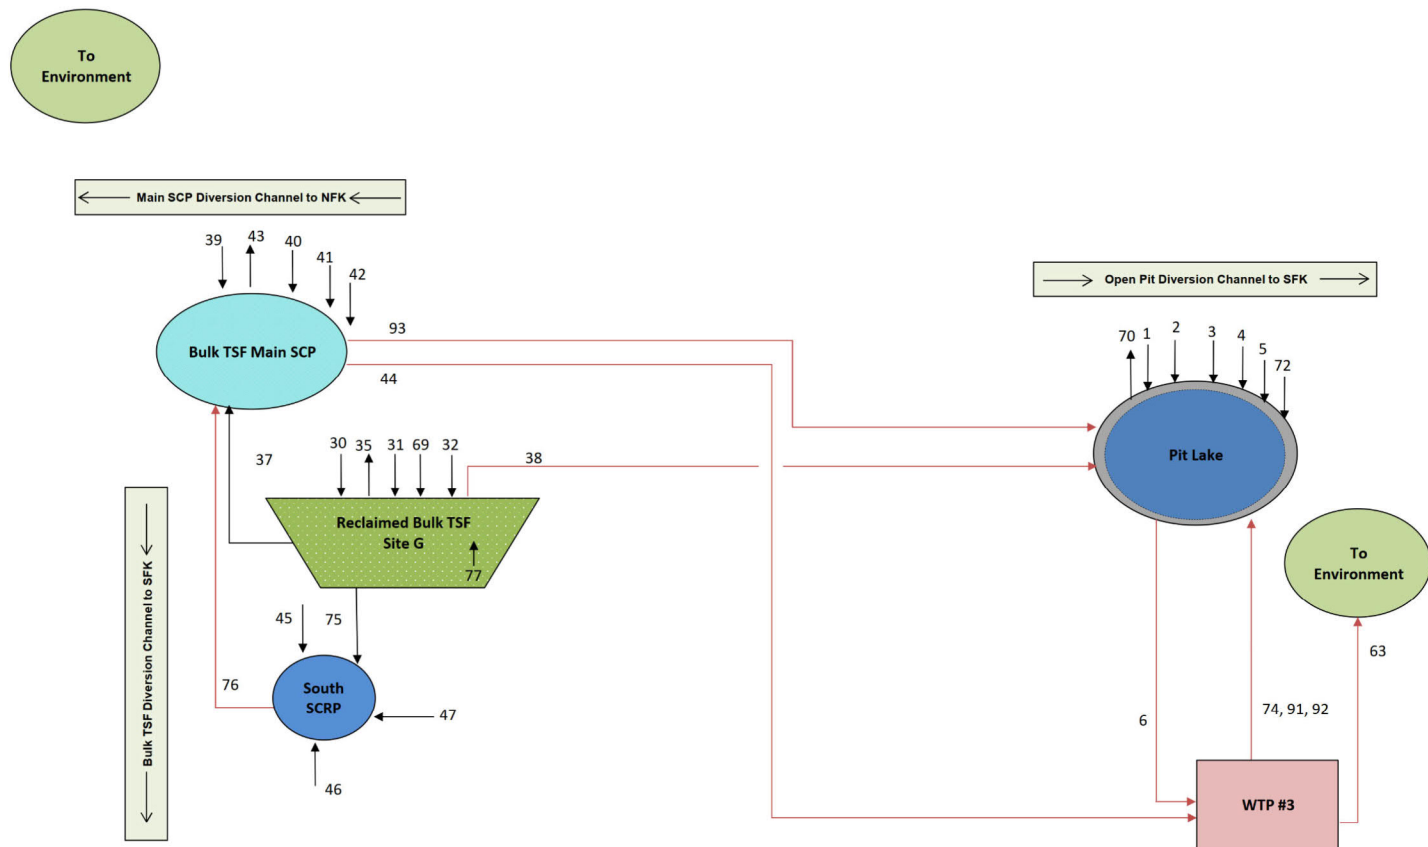 To
Environment
Main SCP Diversion Channel to NFK
39
43
40
41
42
Bulk TSF Main SCP
93
44
Open Pit Diversion Channel to SFK
70
1
2
3
4
5
72
Pit Lake
37
30
35
31
69
32
38
Reclaimed Bulk TSF
Site G
77
To
Environment
Bulk TSF Diversion Channel to SFK
45
75
76
South
SCRP
47
46
6
74, 91, 92
63
WTP #3